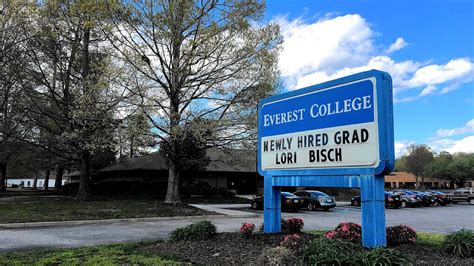 EVEREST COLLEGE
NEWLY HIRED GRAD
LORI BISCH